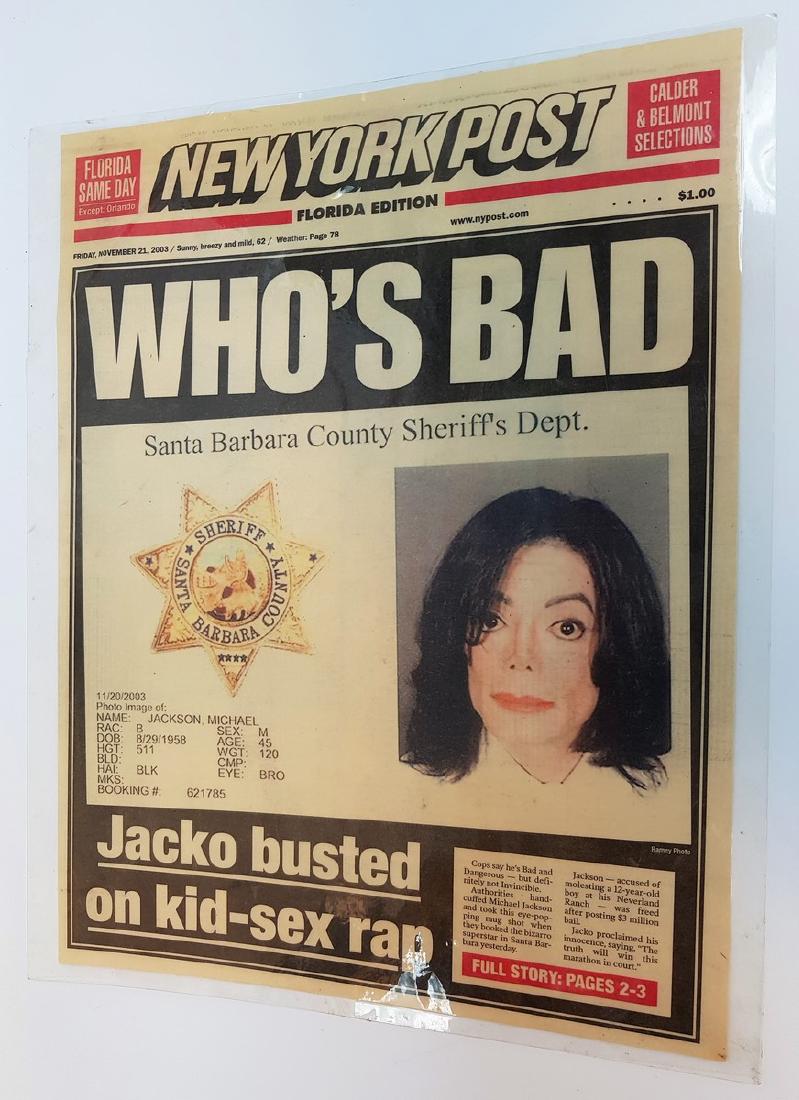 FLORIDA
SAME DAY
Except: Orlando
NEW YORK POST
CALDER
& BELMONT
SELECTIONS
FLORIDA EDITION
FRIDAY, NOVEMBER 21, 2003 / Sunny, breezy and mild, 62 / Weather: Page 78
www.nypost.com
. . . . $1.00
WHO'S BAD
Santa Barbara County Sheriff's Dept.
SHERIFF
SANTA BARBARA COUNTY
11/20/2003
Photo Image of:
NAME: JACKSON, MICHAEL
RAC: B SEX: M
DOB: 8/29/1958 AGE: 45
HGT: 511 WGT: 120
BLD: CMP:
HAI: BLK EYE: BRO
MKS:
BOOKING #: 621785
Ramey Photo
Jacko busted
on kid-sex rap
Cops say he's Bad and
Dangerous — but defi-
nitely not Invincible.
Authorities hand-
cuffed Michael Jackson
and took this eye-pop-
ping mug shot when
they booked the bizarro
superstar in Santa Bar-
bara yesterday.
Jackson — accused of
molesting a 12-year-old
boy at his Neverland
Ranch — was freed
after posting $3 million
bail.
Jacko proclaimed his
innocence, saying, "The
truth will win this
marathon in court."
FULL STORY: PAGES 2-3